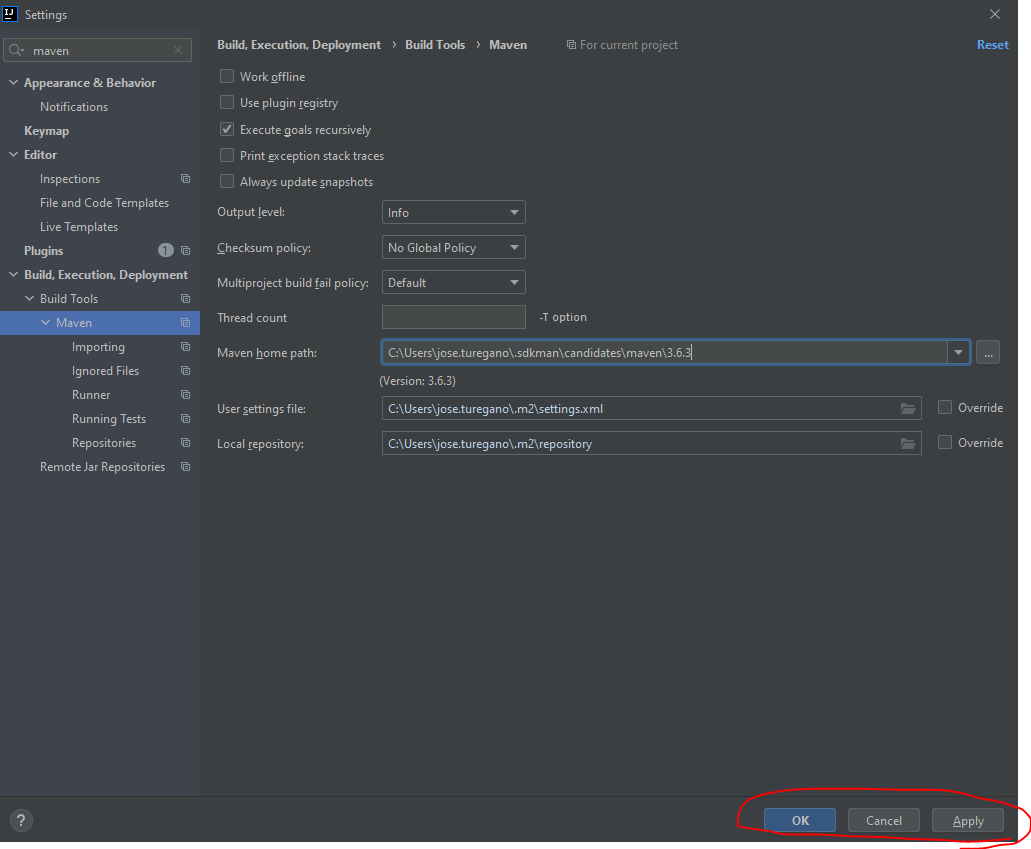 IJ Settings
maven
Build, Execution, Deployment › Build Tools › Maven For current project Reset
Appearance & Behavior
Notifications
Keymap
Editor
Inspections
File and Code Templates
Live Templates
Plugins 1
Build, Execution, Deployment
Build Tools
Maven
Importing
Ignored Files
Runner
Running Tests
Repositories
Remote Jar Repositories
Work offline
Use plugin registry
Execute goals recursively
Print exception stack traces
Always update snapshots
Output level: Info
Checksum policy: No Global Policy
Multiproject build fail policy: Default
Thread count -T option
Maven home path: C:\Users\jose.turegano\.sdkman\candidates\maven\3.6.3 ...
(Version: 3.6.3)
User settings file: C:\Users\jose.turegano\.m2\settings.xml Override
Local repository: C:\Users\jose.turegano\.m2\repository Override
? OK Cancel Apply